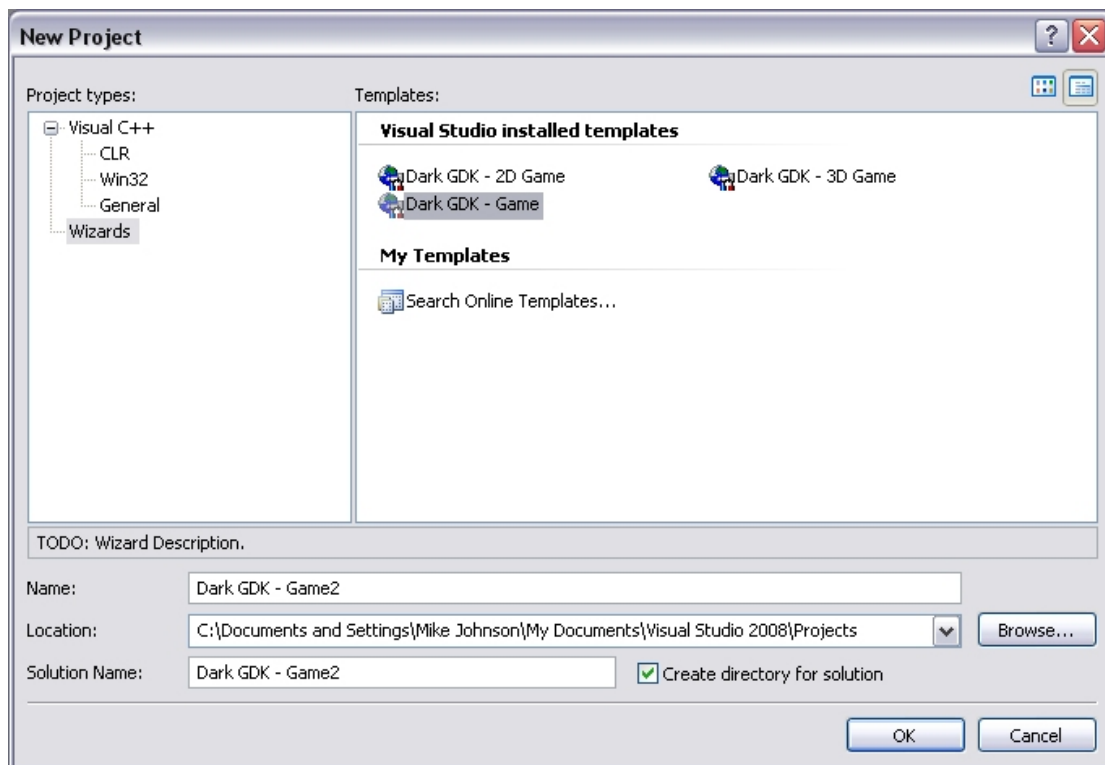 New Project
Project types:
Templates:
Visual C++
CLR
Win32
General
Wizards
Visual Studio installed templates
Dark GDK - 2D Game
Dark GDK - 3D Game
Dark GDK - Game
My Templates
Search Online Templates...
TODO: Wizard Description.
Name:
Dark GDK - Game2
Location:
C:\Documents and Settings\Mike Johnson\My Documents\Visual Studio 2008\Projects
Browse...
Solution Name:
Dark GDK - Game2
Create directory for solution
OK
Cancel